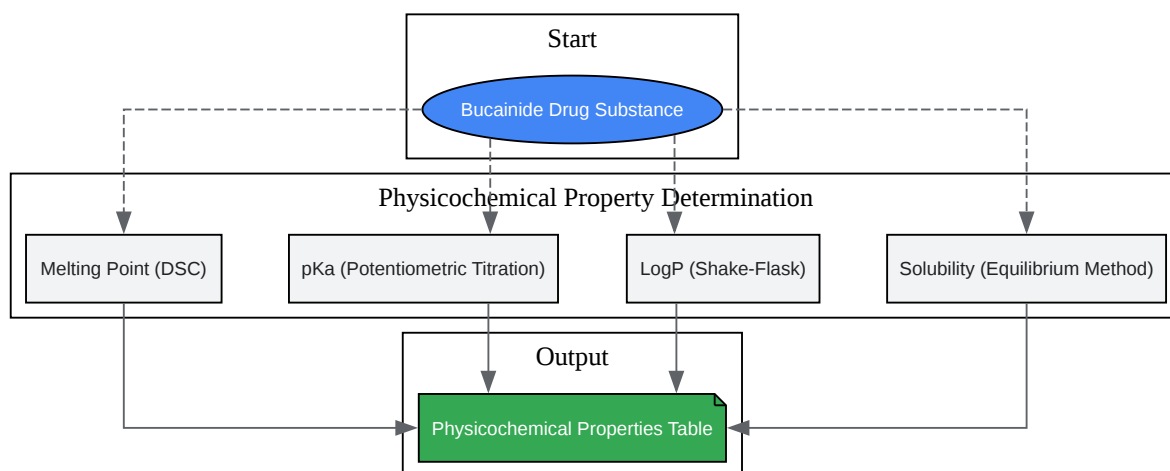 Start
Bucainide Drug Substance
Physicochemical Property Determination
Melting Point (DSC)
pKa (Potentiometric Titration)
LogP (Shake-Flask)
Solubility (Equilibrium Method)
Output
Physicochemical Properties Table